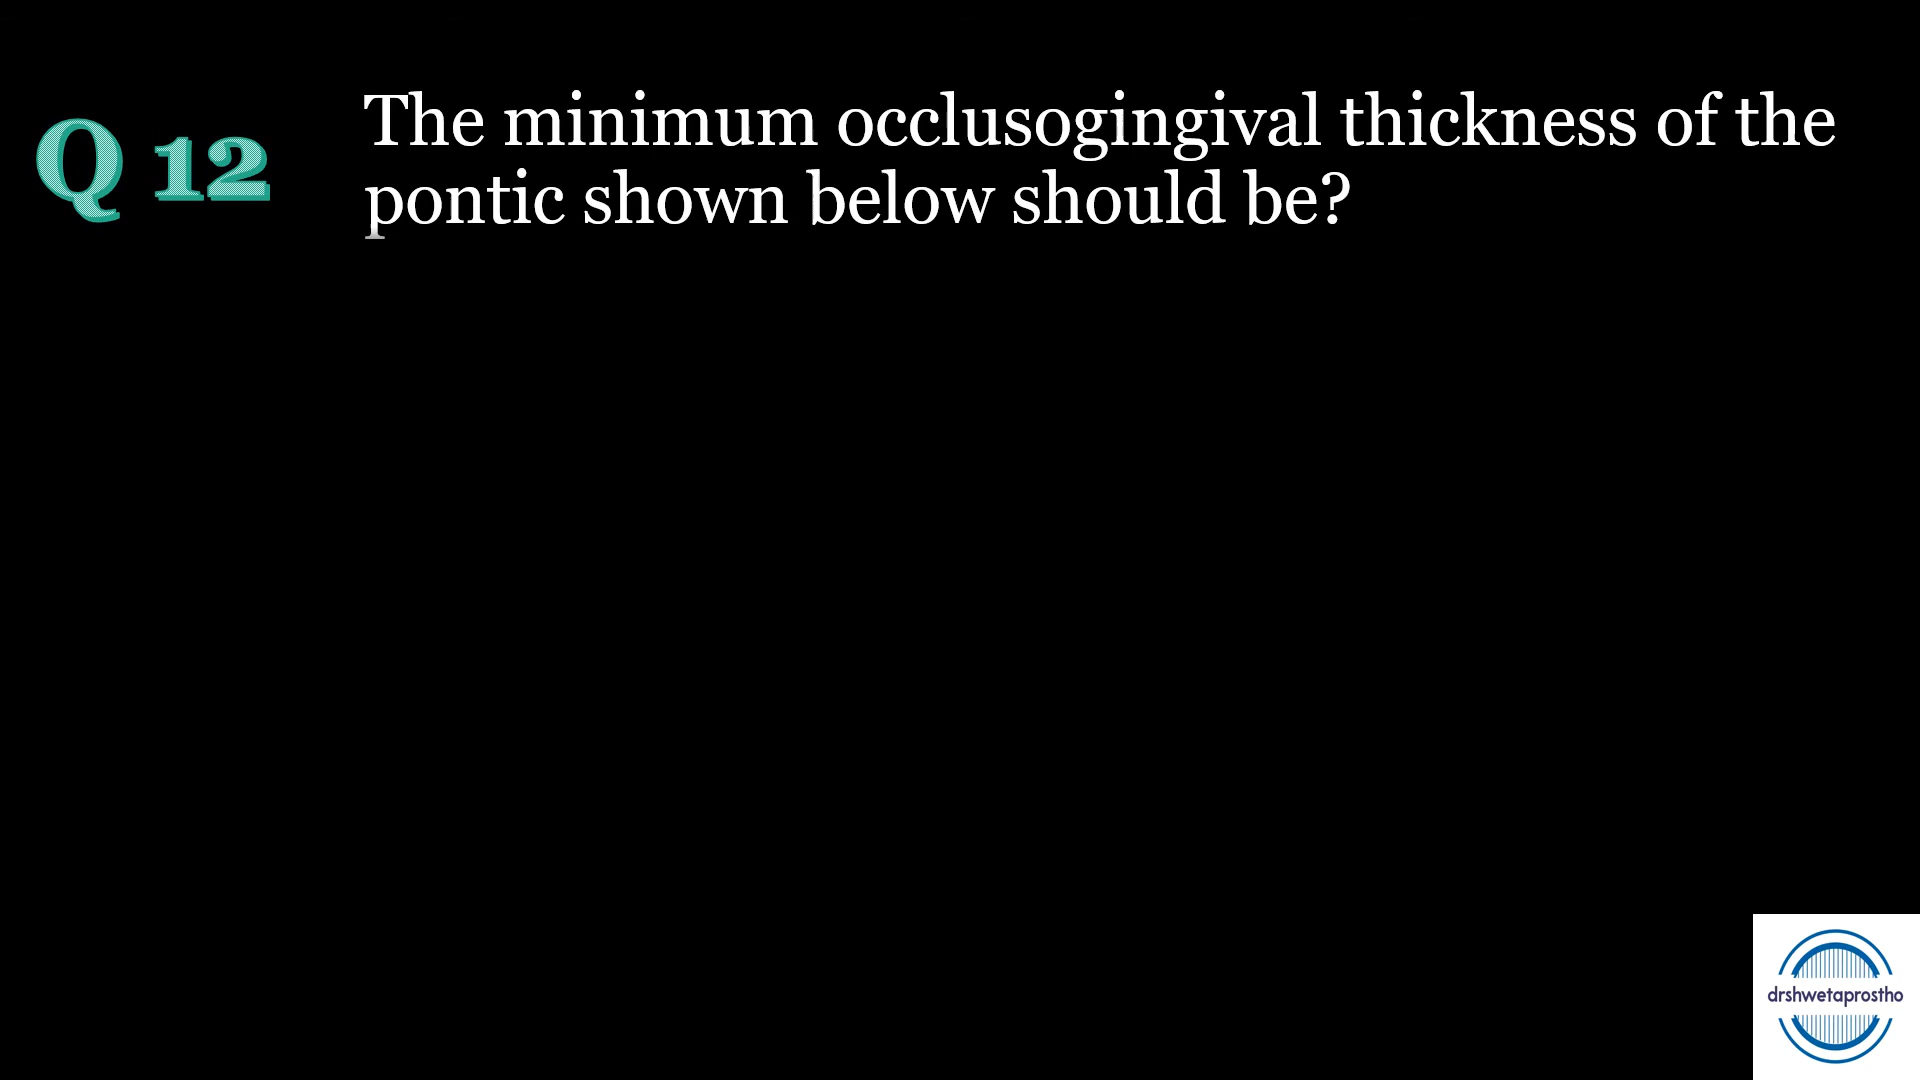 Q 12
The minimum occlusogingival thickness of the
pontic shown below should be?
drshwetaprostho